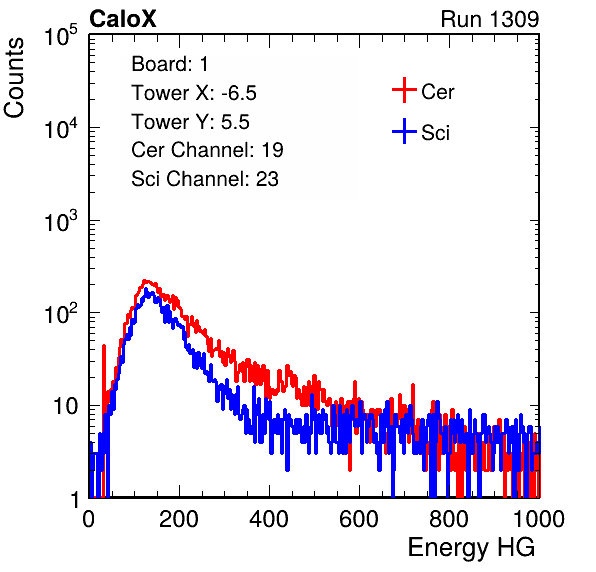 CaloX Run 1309
Counts
Board: 1
Tower X: -6.5
Tower Y: 5.5
Cer Channel: 19
Sci Channel: 23
Cer
Sci
10^5
10^4
10^3
10^2
10
1
0 200 400 600 800 1000
Energy HG